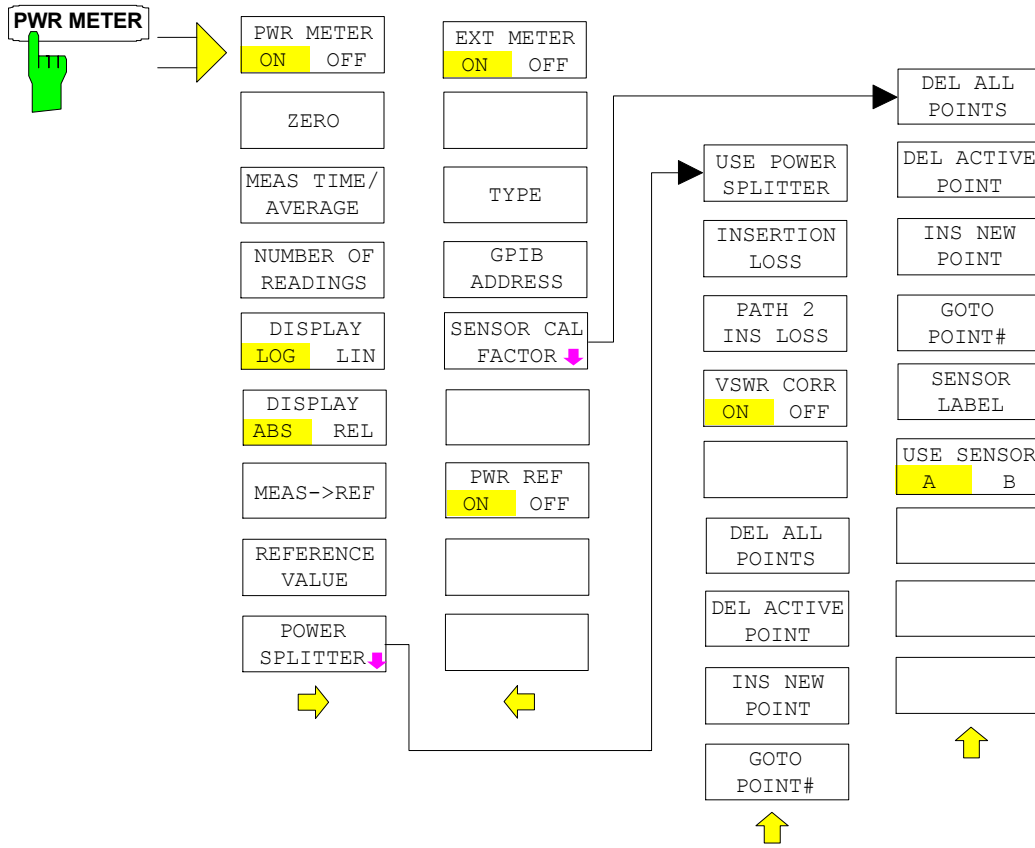 PWR METER
PWR METER
ON OFF
ZERO
MEAS TIME/
AVERAGE
NUMBER OF
READINGS
DISPLAY
LOG LIN
DISPLAY
ABS REL
MEAS->REF
REFERENCE
VALUE
POWER
SPLITTER
EXT METER
ON OFF
TYPE
GPIB
ADDRESS
SENSOR CAL
FACTOR
PWR REF
ON OFF
USE POWER
SPLITTER
INSERTION
LOSS
PATH 2
INS LOSS
VSWR CORR
ON OFF
DEL ALL
POINTS
DEL ACTIVE
POINT
INS NEW
POINT
GOTO
POINT#
DEL ALL
POINTS
DEL ACTIVE
POINT
INS NEW
POINT
GOTO
POINT#
SENSOR
LABEL
USE SENSOR
A B